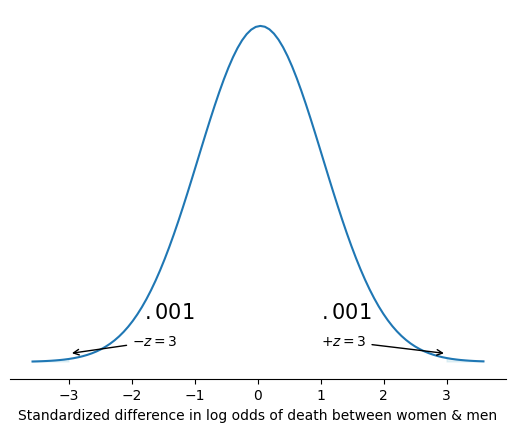 .001 .001
−z = 3 +z = 3
−3 −2 −1 0 1 2 3
Standardized difference in log odds of death between women & men